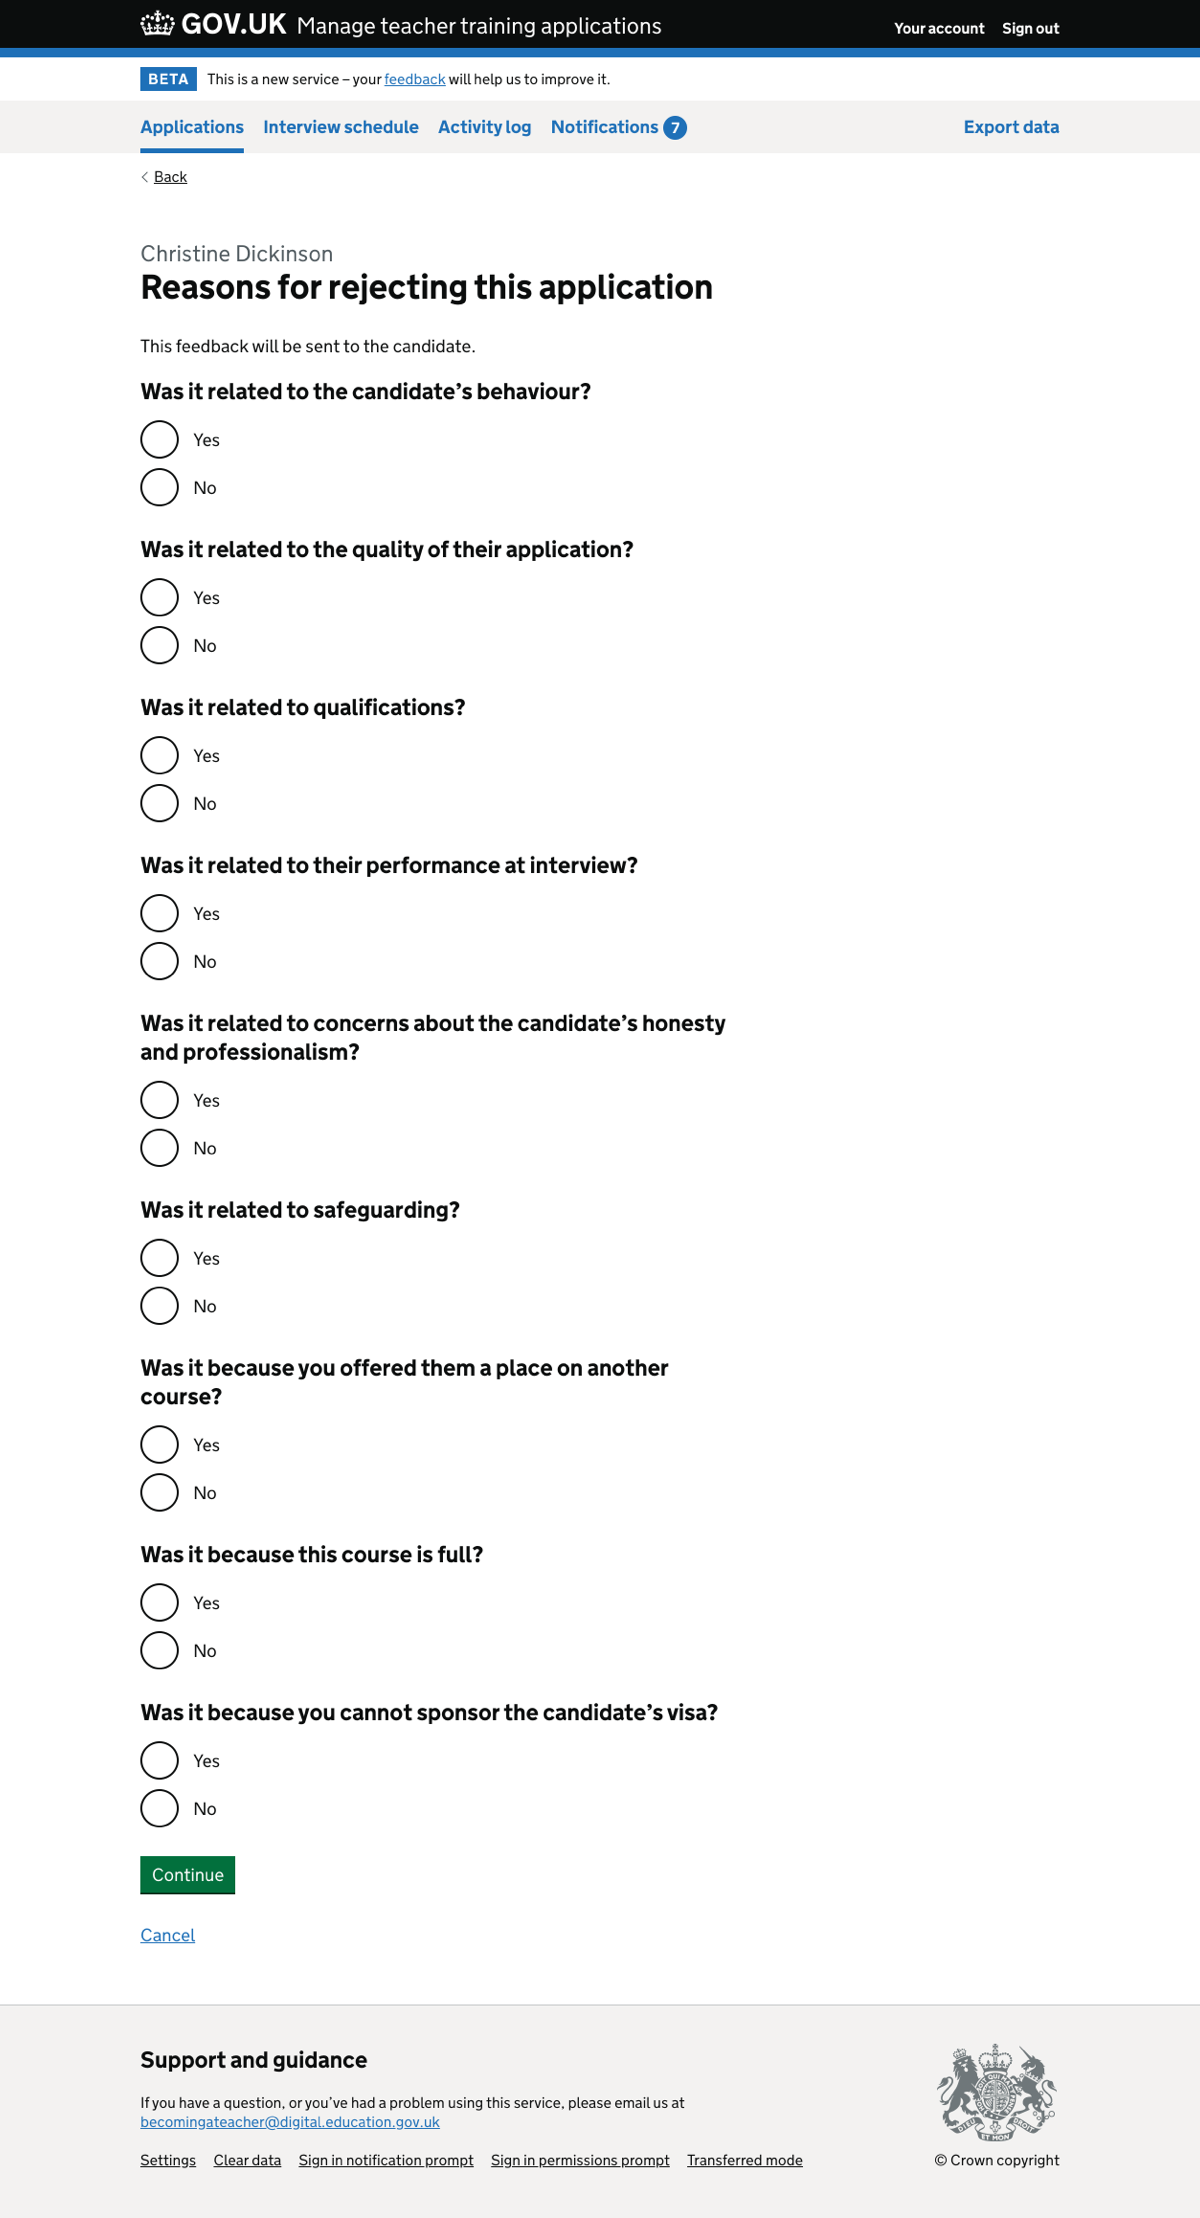 GOV.UK Manage teacher training applications Your account Sign out
BETA This is a new service – your feedback will help us to improve it.
Applications Interview schedule Activity log Notifications 7 Export data
Back
Christine Dickinson
Reasons for rejecting this application
This feedback will be sent to the candidate.
Was it related to the candidate’s behaviour?
Yes
No
Was it related to the quality of their application?
Yes
No
Was it related to qualifications?
Yes
No
Was it related to their performance at interview?
Yes
No
Was it related to concerns about the candidate’s honesty
and professionalism?
Yes
No
Was it related to safeguarding?
Yes
No
Was it because you offered them a place on another
course?
Yes
No
Was it because this course is full?
Yes
No
Was it because you cannot sponsor the candidate’s visa?
Yes
No
Continue
Cancel
Support and guidance
If you have a question, or you’ve had a problem using this service, please email us at
becomingateacher@digital.education.gov.uk
Settings Clear data Sign in notification prompt Sign in permissions prompt Transferred mode
DIEU ET MON DROIT
© Crown copyright